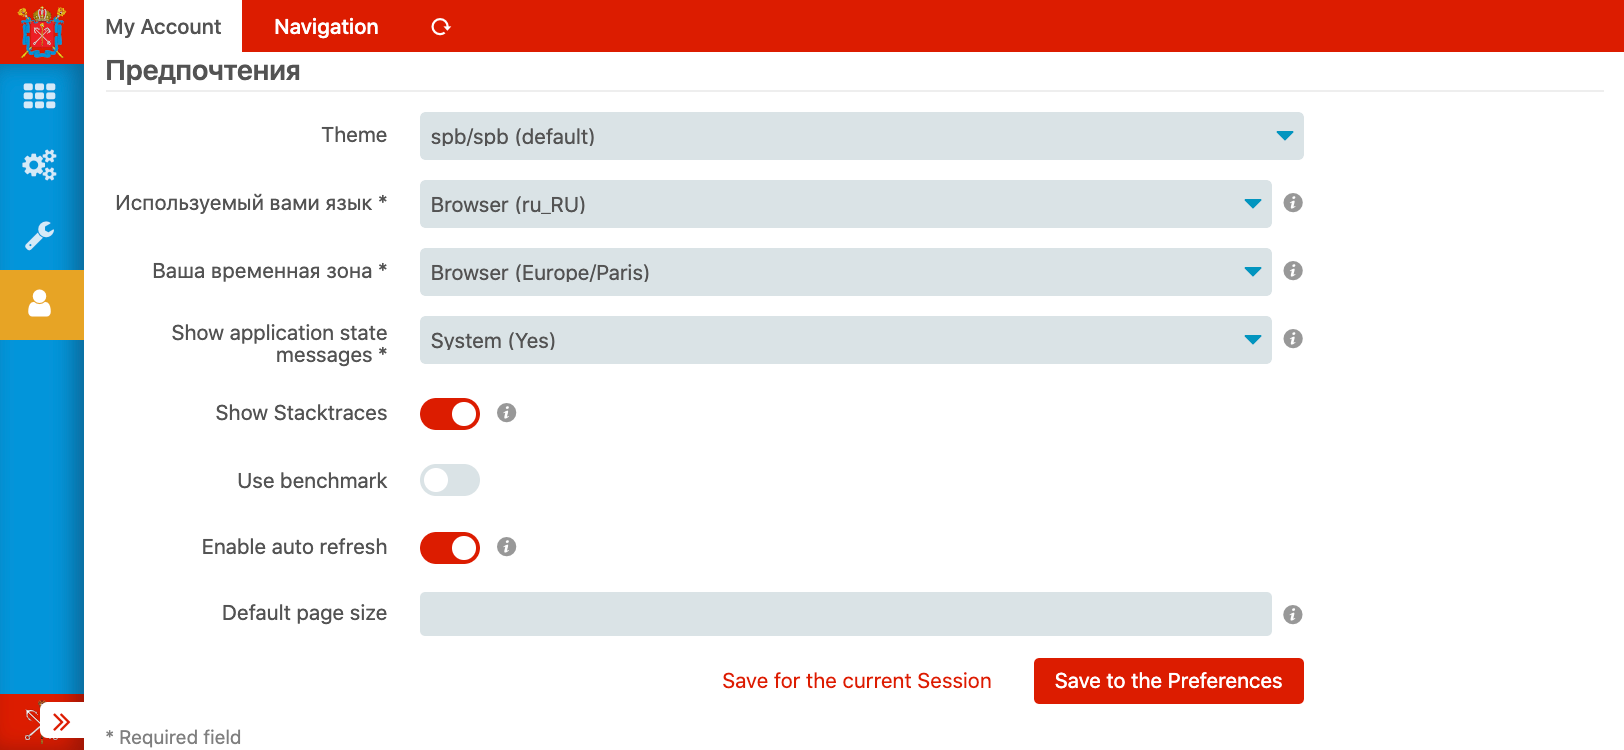 My Account
Navigation
Предпочтения
Theme
spb/spb (default)
Используемый вами язык *
Browser (ru_RU)
Ваша временная зона *
Browser (Europe/Paris)
Show application state
messages *
System (Yes)
Show Stacktraces
Use benchmark
Enable auto refresh
Default page size
Save for the current Session
Save to the Preferences
* Required field